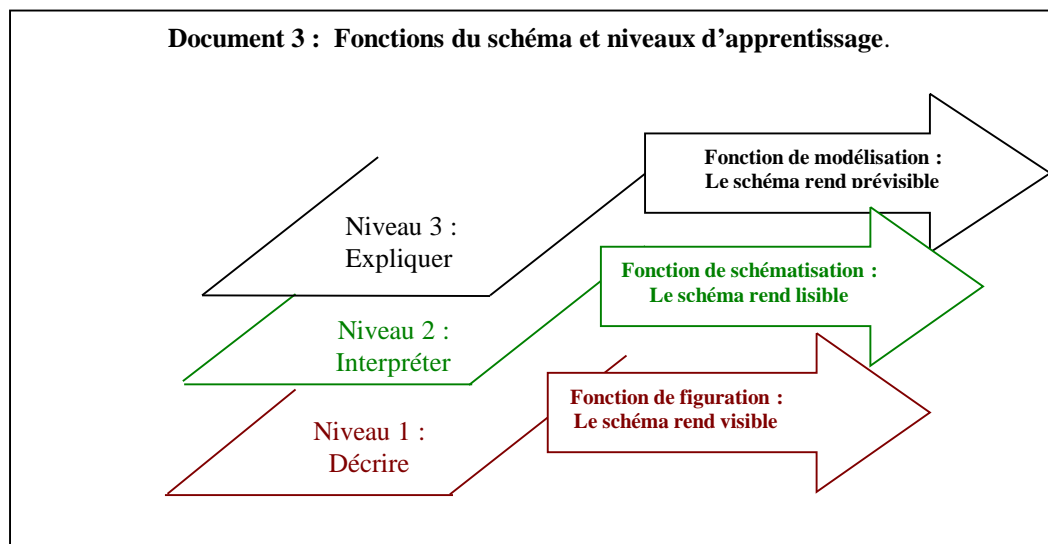 Document 3 : Fonctions du schéma et niveaux d’apprentissage.
Fonction de modélisation :
Le schéma rend prévisible
Niveau 3 :
Expliquer
Fonction de schématisation :
Le schéma rend lisible
Niveau 2 :
Interpréter
Fonction de figuration :
Le schéma rend visible
Niveau 1 :
Décrire